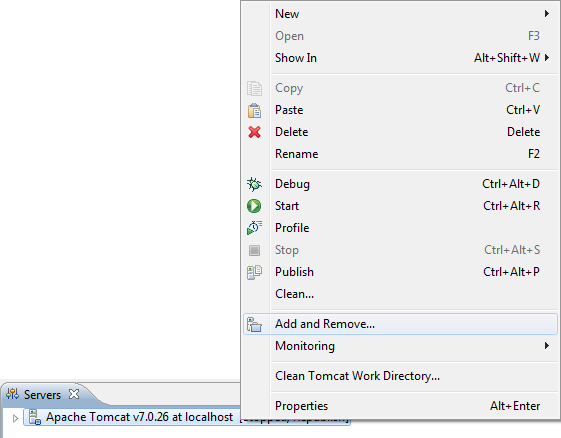 New
Open F3
Show In Alt+Shift+W
Copy Ctrl+C
Paste Ctrl+V
Delete Delete
Rename F2
Debug Ctrl+Alt+D
Start Ctrl+Alt+R
Profile
Stop Ctrl+Alt+S
Publish Ctrl+Alt+P
Clean...
Add and Remove...
Monitoring
Clean Tomcat Work Directory...
Properties Alt+Enter
Servers
Apache Tomcat v7.0.26 at localhost